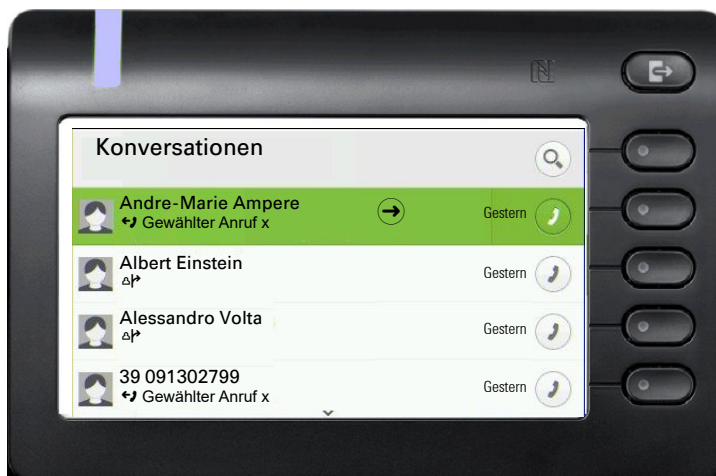 Konversationen
Andre-Marie Ampere
Gewählter Anruf x
Gestern
Albert Einstein
Gestern
Alessandro Volta
Gestern
39 091302799
Gewählter Anruf x
Gestern